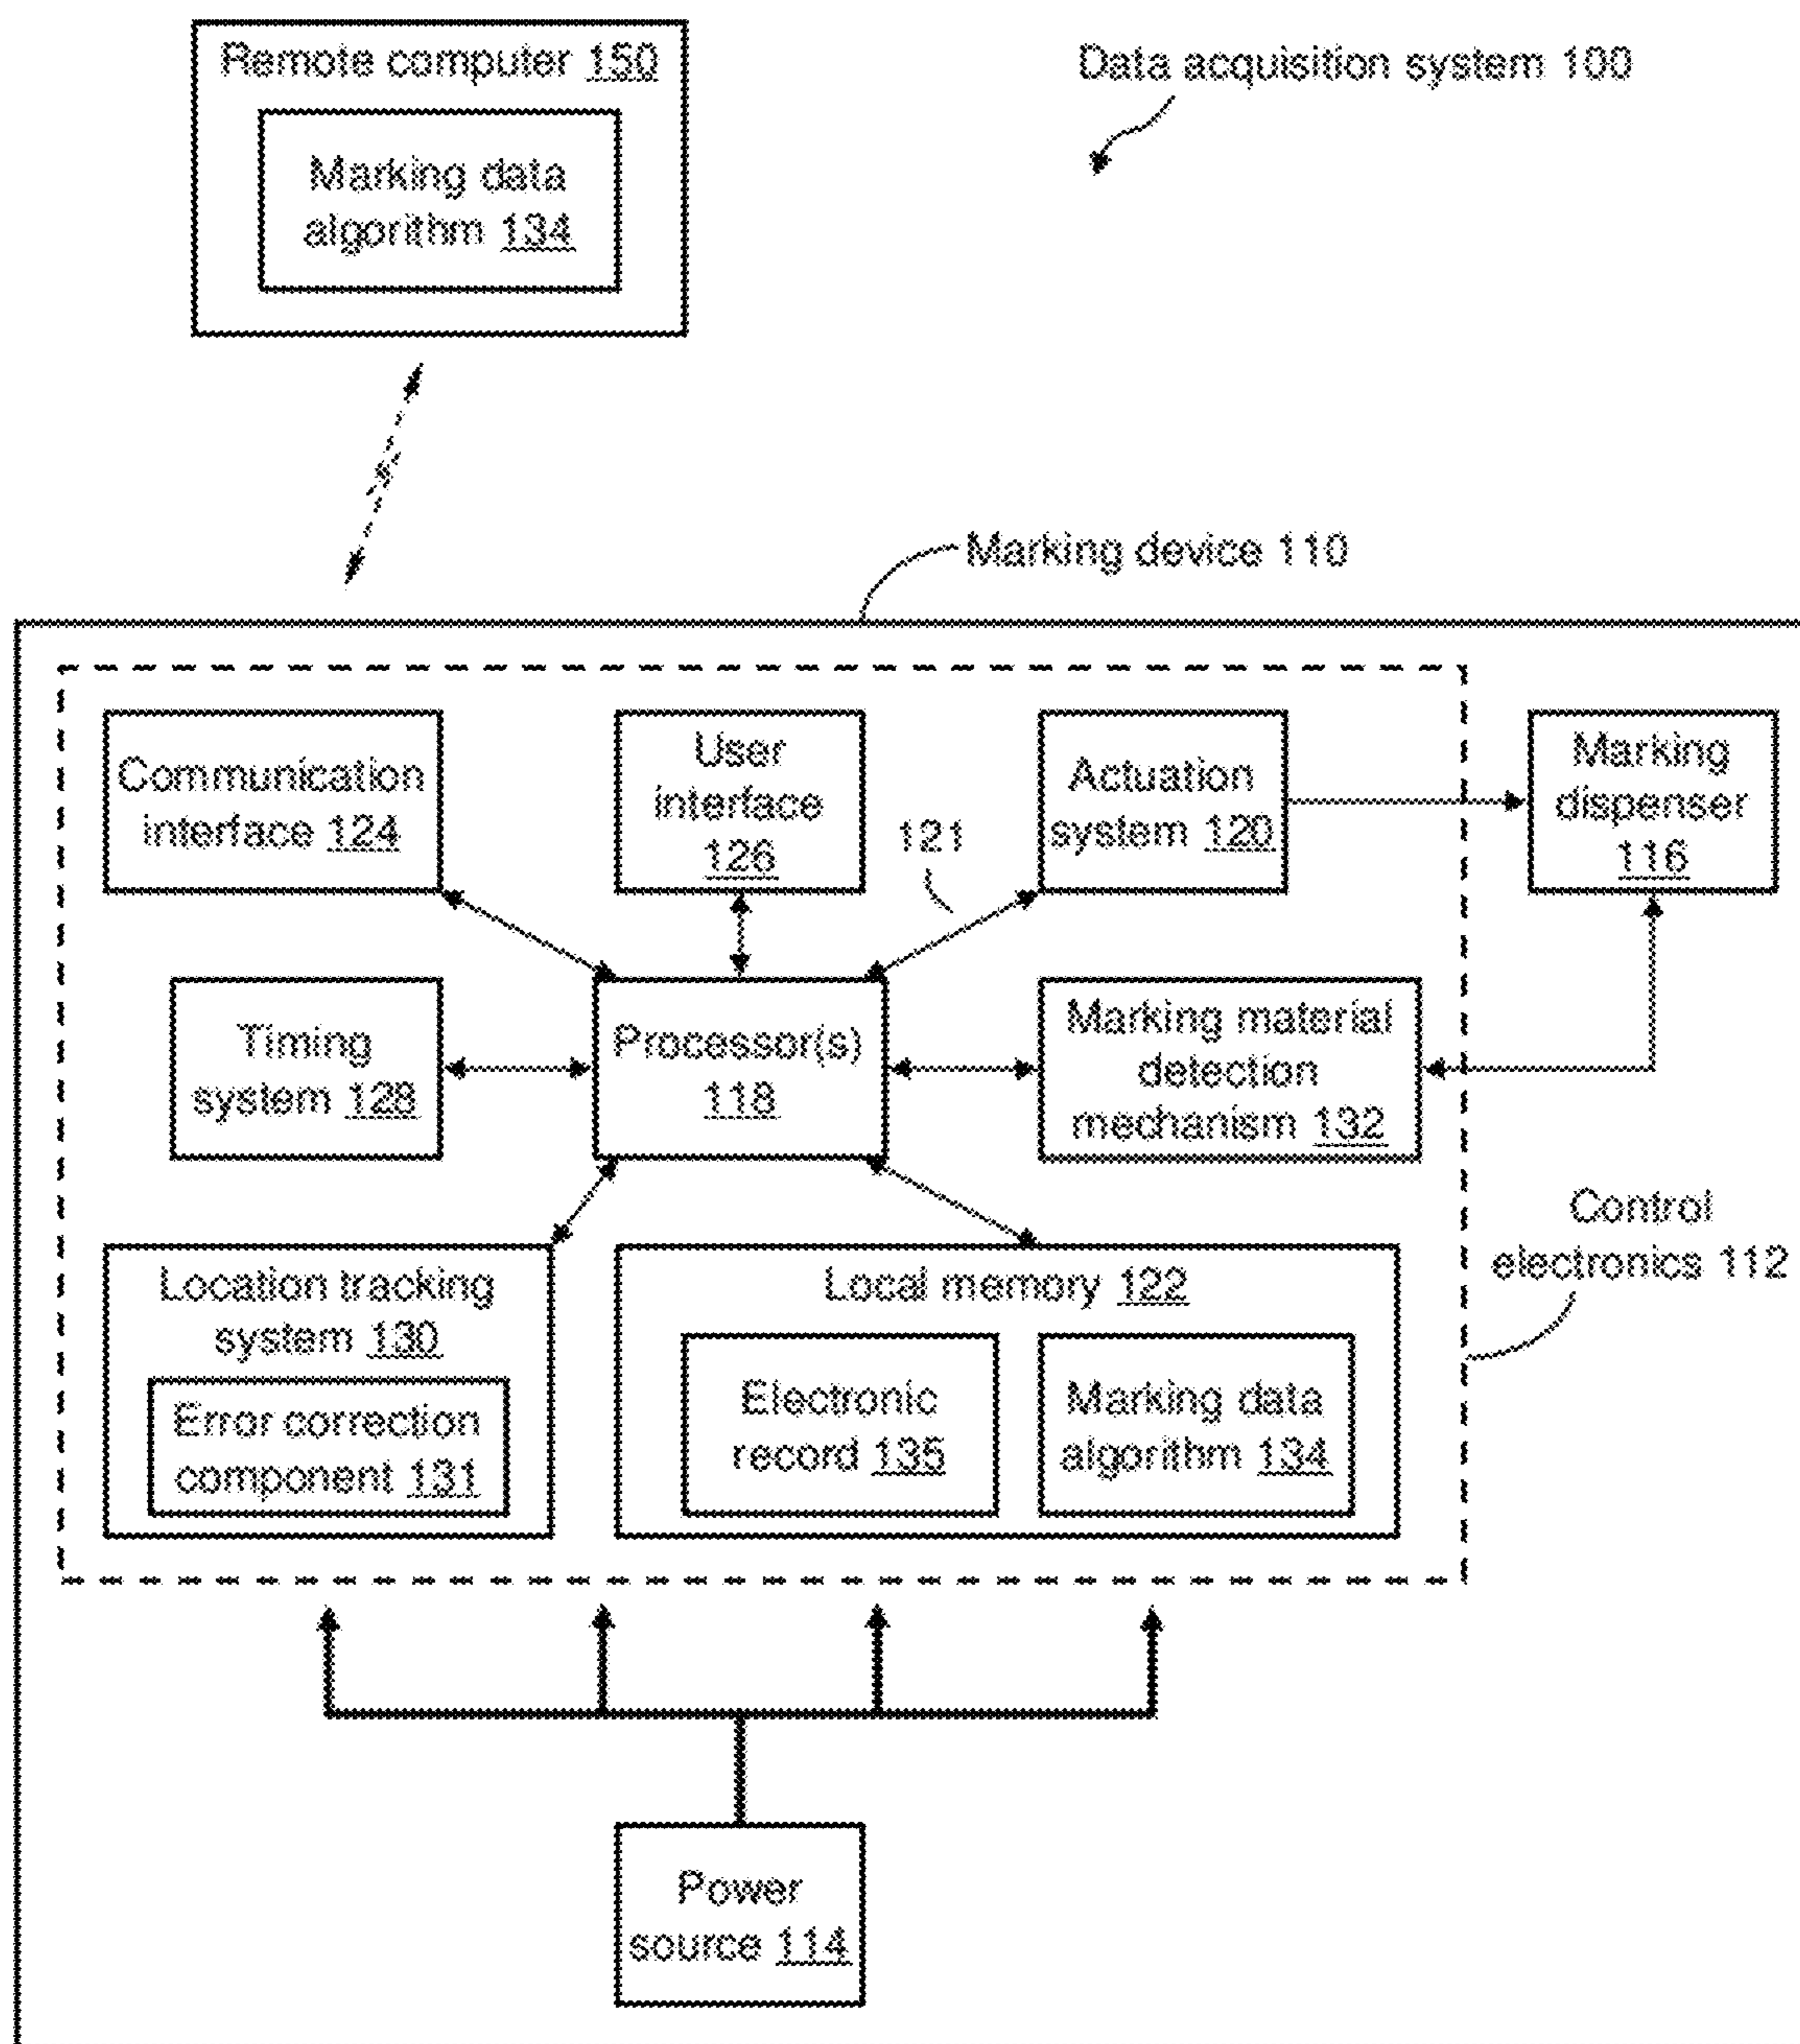 Remote computer 150
Data acquisition system 100
Marking data
algorithm 134
Marking device 110
Communication
interface 124
User
interface
126
121
Actuation
system 120
Marking
dispenser
116
Timing
system 128
Processor(s)
118
Marking material
detection
mechanism 132
Control
electronics 112
Location tracking
system 130
Error correction
component 131
Local memory 122
Electronic
record 135
Marking data
algorithm 134
Power
source 114